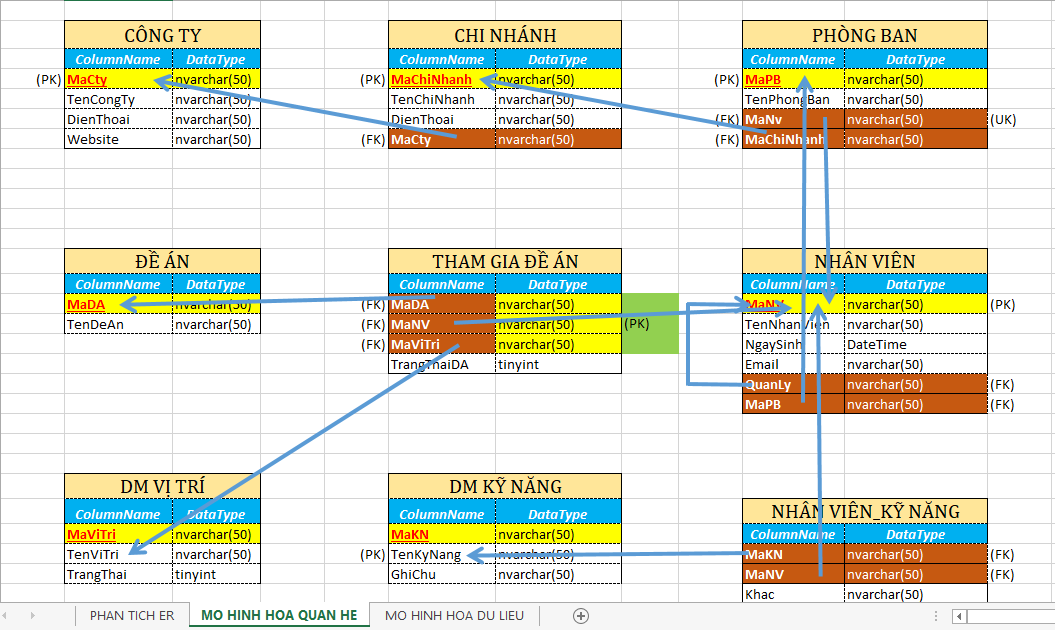 CÔNG TY
ColumnName DataType
(PK) MaCty nvarchar(50)
TenCongTy nvarchar(50)
DienThoai nvarchar(50)
Website nvarchar(50)
CHI NHÁNH
ColumnName DataType
(PK) MaChiNhanh nvarchar(50)
TenChiNhanh nvarchar(50)
DienThoai nvarchar(50)
(FK) MaCty nvarchar(50)
PHÒNG BAN
ColumnName DataType
(PK) MaPB nvarchar(50)
TenPhongBan nvarchar(50)
(FK) MaNv nvarchar(50) (UK)
(FK) MaChiNhanh nvarchar(50)
ĐỀ ÁN
ColumnName DataType
MaDA nvarchar(50)
TenDeAn nvarchar(50)
THAM GIA ĐỀ ÁN
ColumnName DataType
(FK) MaDA nvarchar(50)
(FK) MaNV nvarchar(50) (PK)
(FK) MaViTri nvarchar(50)
TrangThaiDA tinyint
NHÂN VIÊN
ColumnName DataType
MaNV nvarchar(50) (PK)
TenNhanVien nvarchar(50)
NgaySinh DateTime
Email nvarchar(50)
QuanLy nvarchar(50) (FK)
MaPB nvarchar(50) (FK)
DM VỊ TRÍ
ColumnName DataType
MaViTri nvarchar(50)
TenViTri nvarchar(50)
TrangThai tinyint
DM KỸ NĂNG
ColumnName DataType
MaKN nvarchar(50)
(PK) TenKyNang nvarchar(50)
GhiChu nvarchar(50)
NHÂN VIÊN_KỸ NĂNG
ColumnName DataType
MaKN nvarchar(50) (FK)
MaNV nvarchar(50) (FK)
Khac nvarchar(50)
PHAN TICH ER MO HINH HOA QUAN HE MO HINH HOA DU LIEU